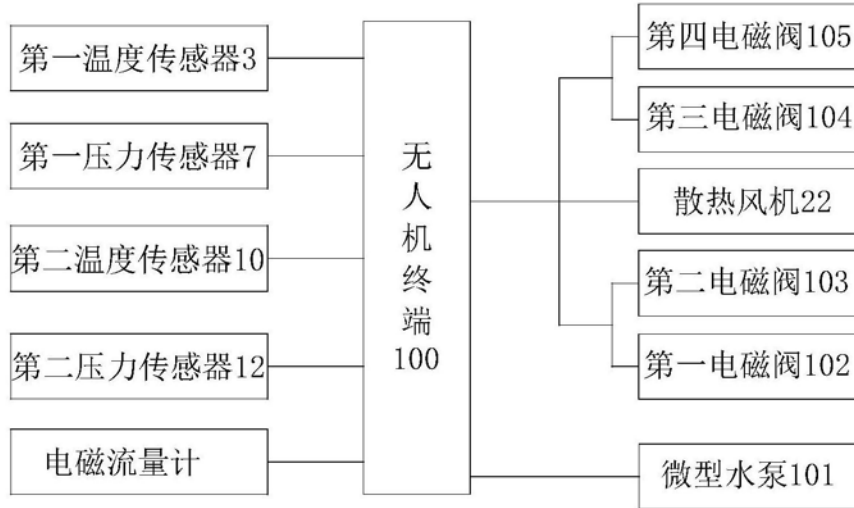 第一温度传感器3
第一压力传感器7
第二温度传感器10
第二压力传感器12
电磁流量计
无
人
机
终
端
100
第四电磁阀105
第三电磁阀104
散热风机22
第二电磁阀103
第一电磁阀102
微型水泵101